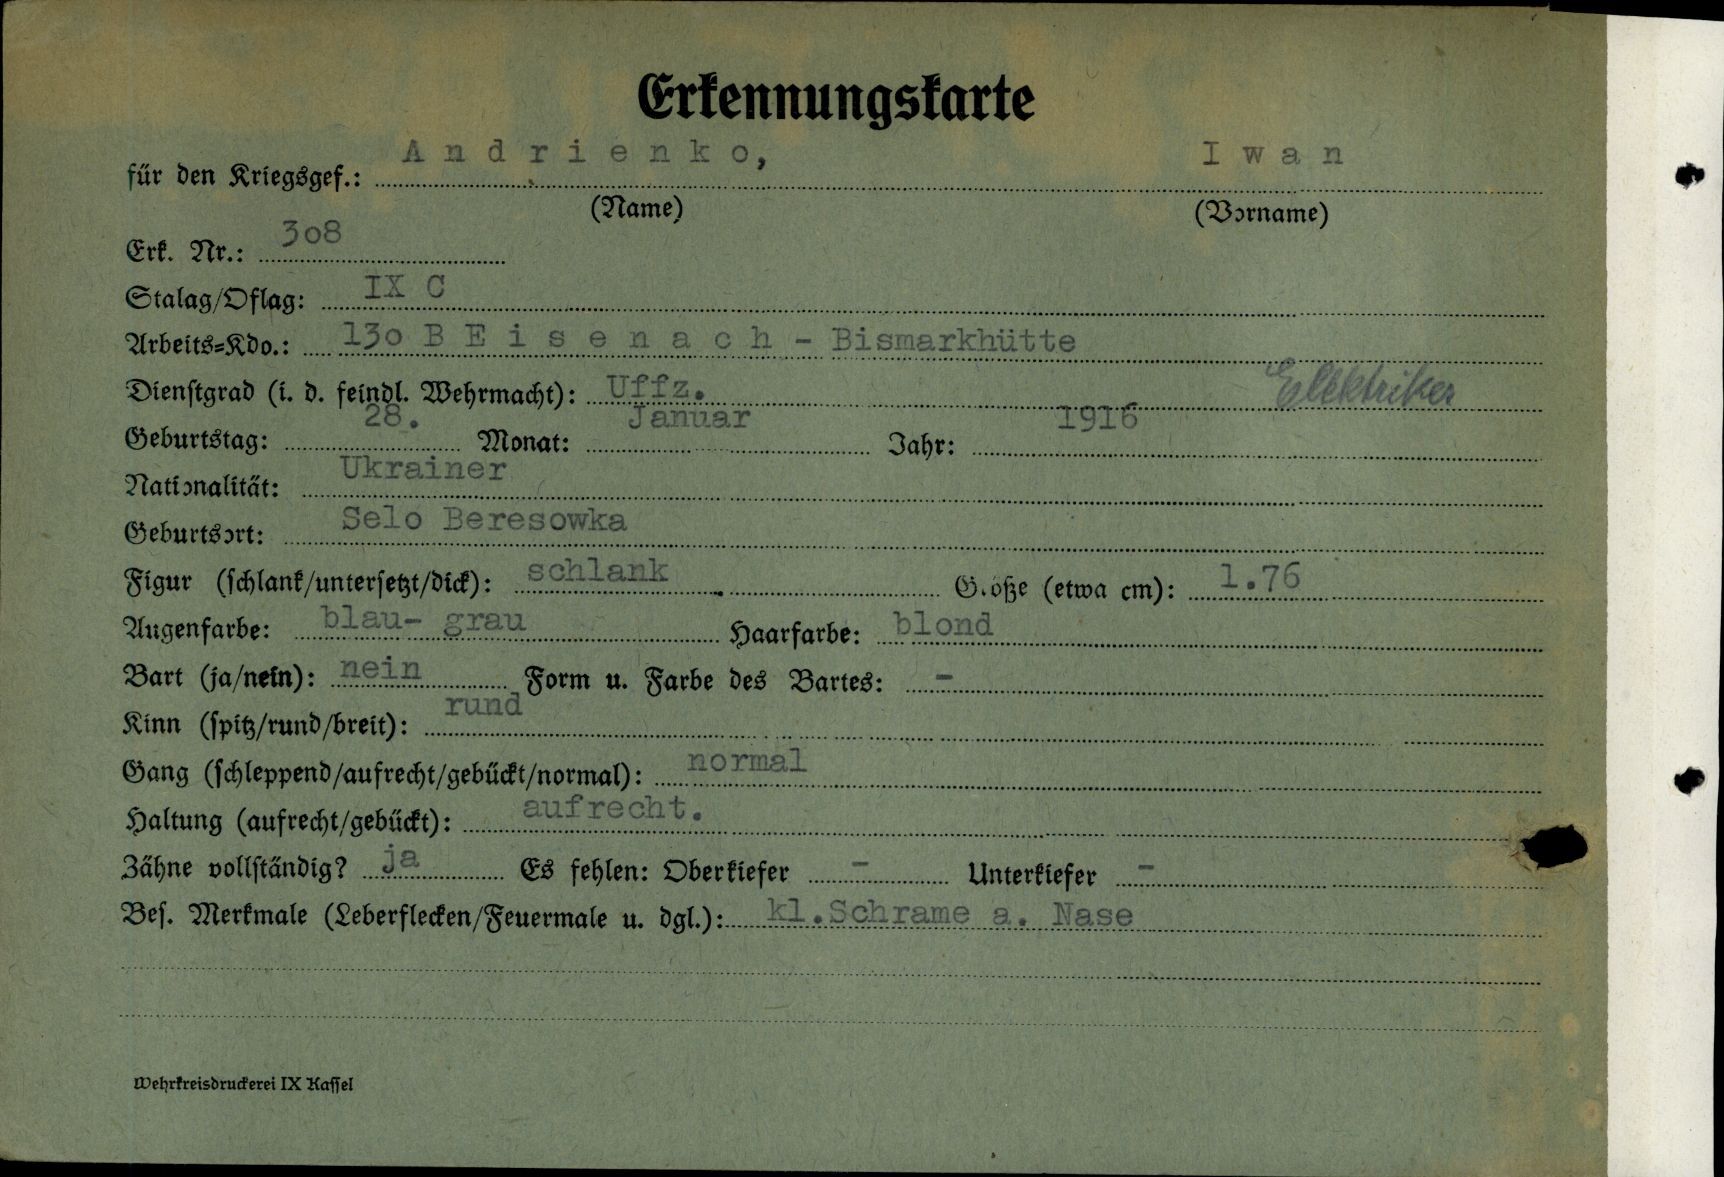 Erkennungskarte
für den Kriegsgef.: Andrienko, Iwan
(Name) (Vorname)
Erk. Nr.: 308
Stalag/Oflag: IX C
Arbeits-Kdo.: 130 B Eisenach - Bismarkhütte
Dienstgrad (i. d. feindl. Wehrmacht): Uffz. Elektriker
Geburtstag: 28. Monat: Januar Jahr: 1916
Nationalität: Ukrainer
Geburtsort: Selo Beresowka
Figur (schlank/untersetzt/dick): schlank Größe (etwa cm): 1.76
Augenfarbe: blau- grau Haarfarbe: blond
Bart (ja/nein): nein Form u. Farbe des Bartes: -
Kinn (spitz/rund/breit): rund
Gang (schleppend/aufrecht/gebückt/normal): normal
Haltung (aufrecht/gebückt): aufrecht.
Zähne vollständig? ja Es fehlen: Oberkiefer - Unterkiefer -
Bes. Merkmale (Leberflecken/Feuermale u. dgl.): kl.Schrame a. Nase
Wehrkreisdruckerei IX Kassel